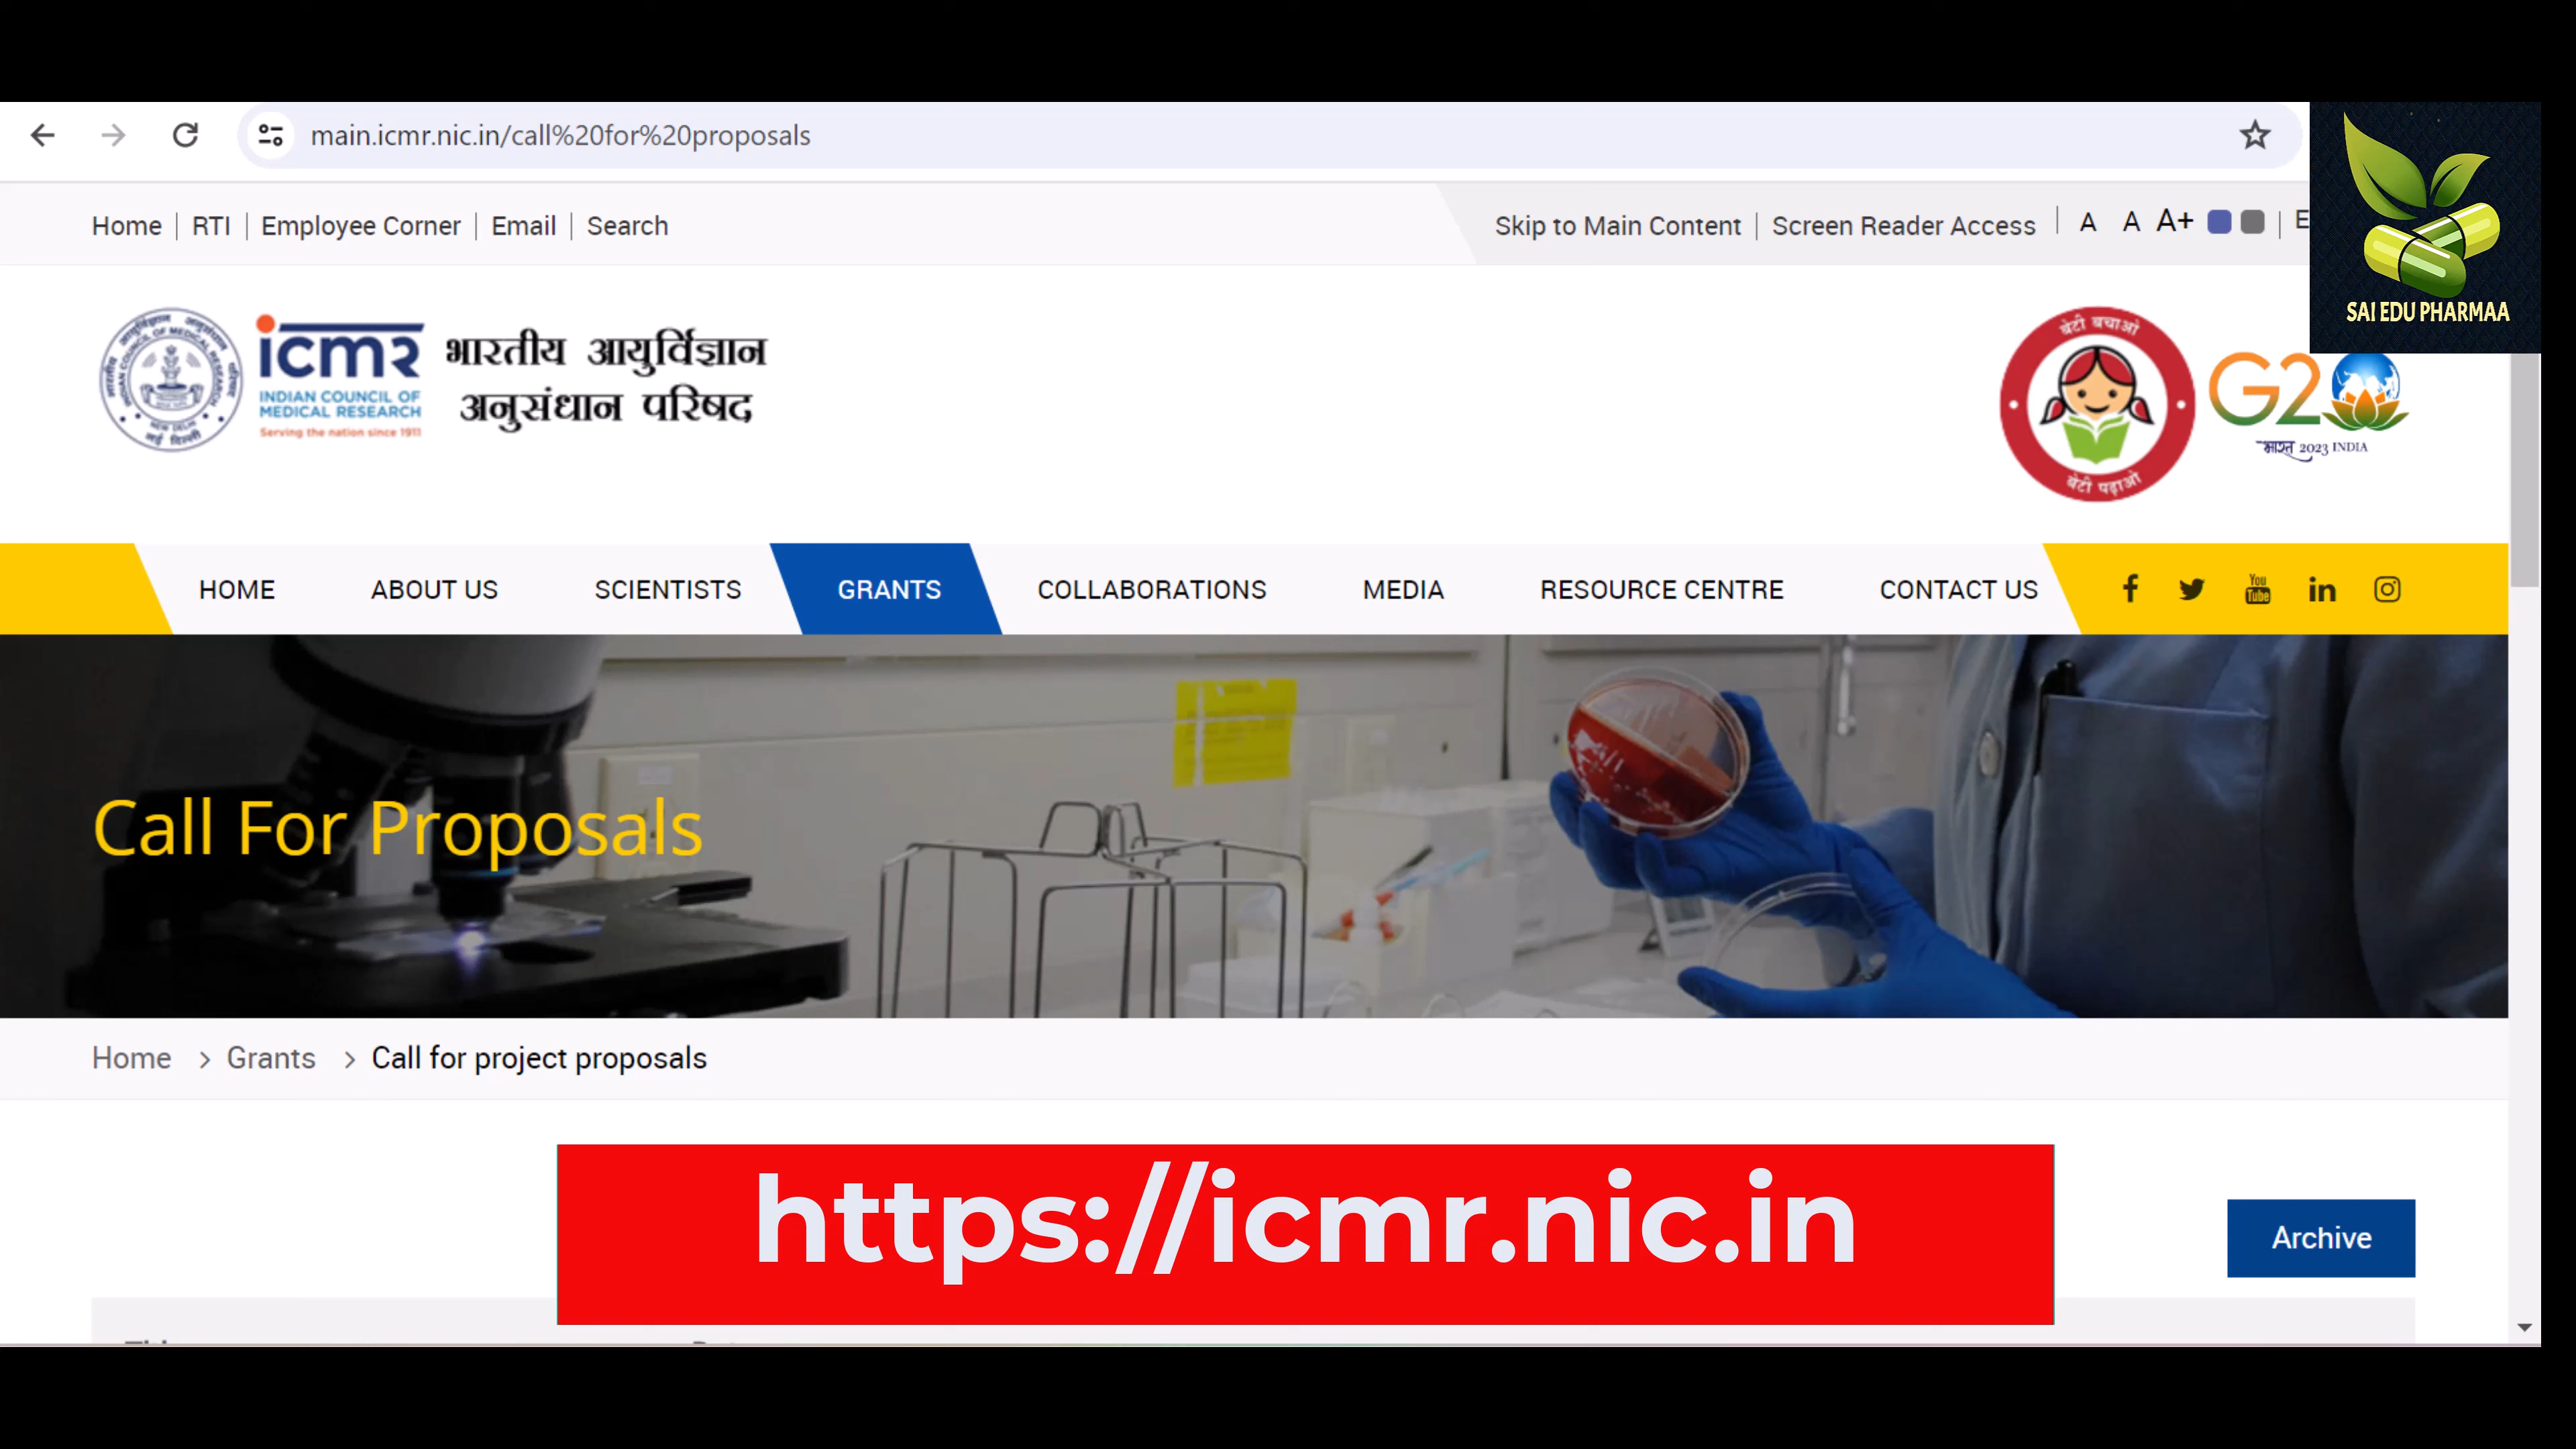 main.icmr.nic.in/call%20for%20proposals
Home | RTI | Employee Corner | Email | Search
Skip to Main Content | Screen Reader Access | A A A+ |
SAI EDU PHARMAA
icmr
INDIAN COUNCIL OF
MEDICAL RESEARCH
Serving the nation since 1911
भारतीय आयुर्विज्ञान
अनुसंधान परिषद
बेटी बचाओ
बेटी पढ़ाओ
G20
भारत 2023 INDIA
HOME ABOUT US SCIENTISTS GRANTS COLLABORATIONS MEDIA RESOURCE CENTRE CONTACT US
You
Tube
Call For Proposals
Home > Grants > Call for project proposals
https://icmr.nic.in
Archive